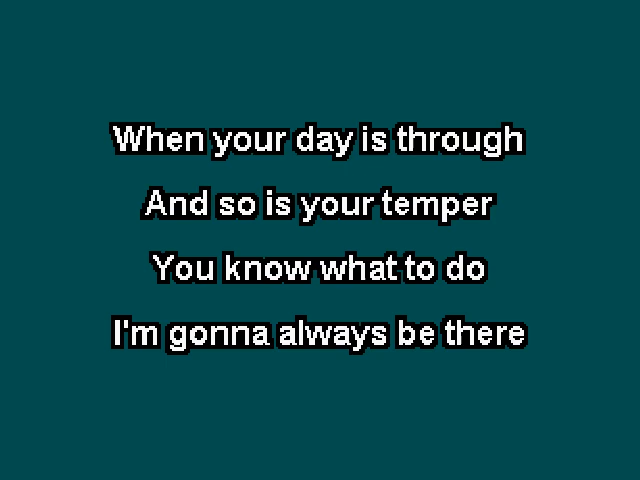 When your day is through
And so is your temper
You know what to do
I'm gonna always be there